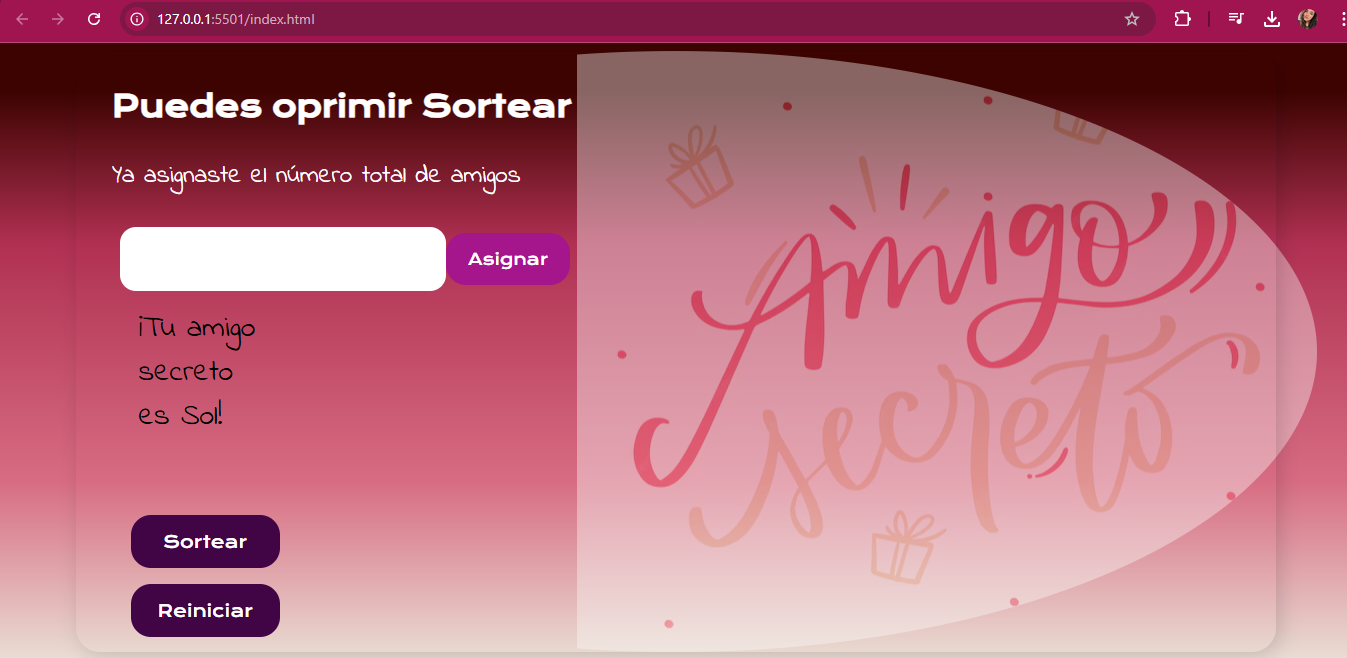 127.0.0.1:5501/index.html
Puedes oprimir Sortear
Ya asignaste el número total de amigos
Asignar
¡Tu amigo
secreto
es Sol!
Sortear
Reiniciar
Amigo
secreto